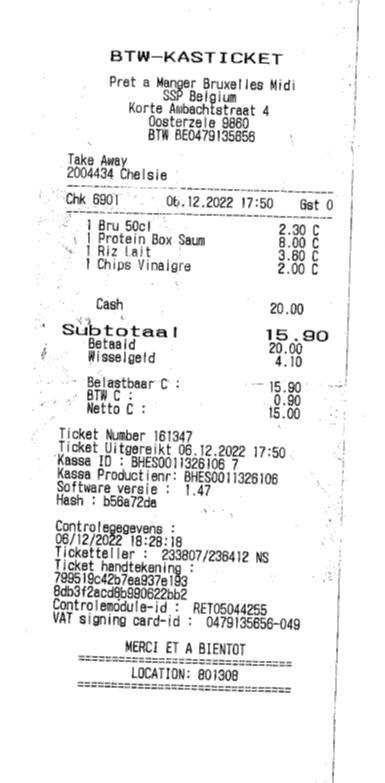 BTW-KASTICKET
Pret a Manger Bruxelles Midi
SSP Belgium
Korte Ambachtstraat 4
Oosterzele 9860
BTW BE0479135656
Take Away
2004434 Chelsie
Chk 6901 06.12.2022 17:50 Gst 0
1 Bru 50cl 2.30 C
1 Protein Box Saum 8.00 C
1 Riz Lait 3.60 C
1 Chips Vinaigre 2.00 C
Cash 20.00
Subtotaal 15.90
Betaald 20.00
Wisselgeld 4.10
Belastbaar C : 15.90
BTW C : 0.90
Netto C : 15.00
Ticket Number 161347
Ticket Uitgereikt 06.12.2022 17:50
Kassa ID : BHES0011326106 7
Kassa Productienr: BHES0011326106
Software versie : 1.47
Hash : b56a72da
Controlegegevens :
06/12/2022 18:28:18
Ticketteller : 233807/236412 NS
Ticket handtekening :
799519c42b7ea937e193
8db3f2acd8b990622bb2
Controlemodule-id : RET05044255
VAT signing card-id : 0479135656-049
MERCI ET A BIENTOT
LOCATION: 801308